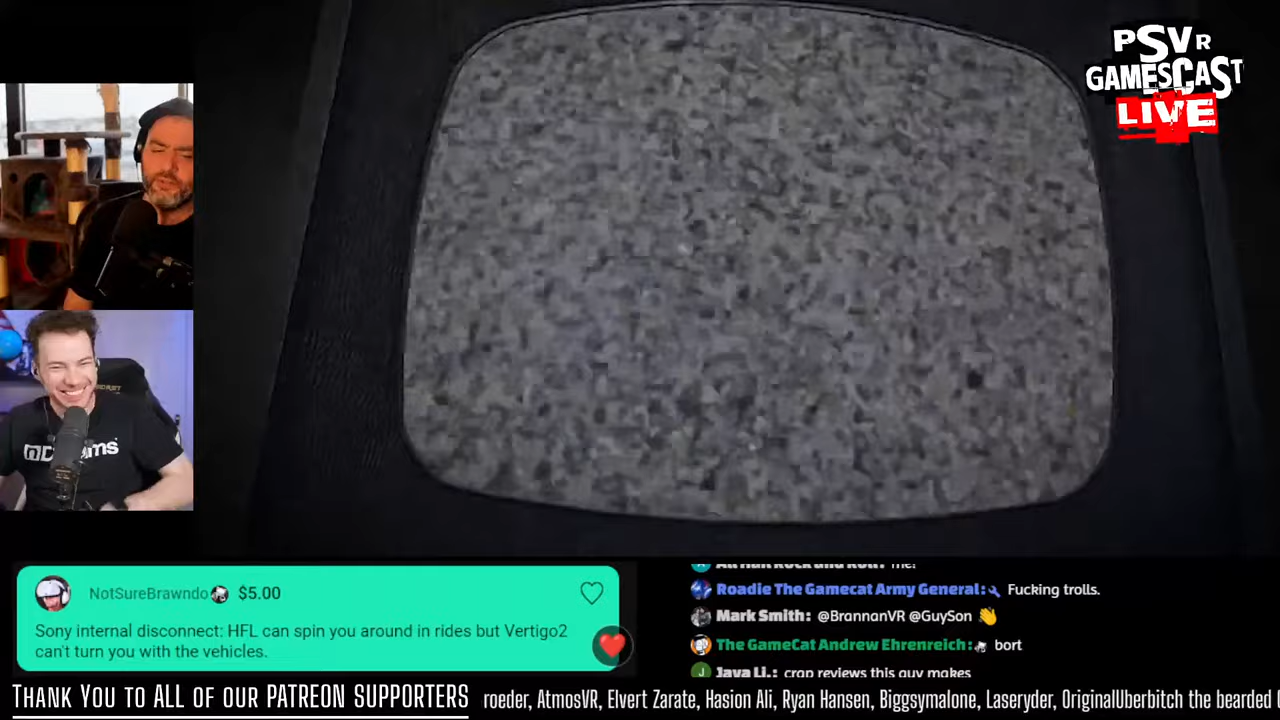 PSVR
GAMESCAST
LIVE
NotSureBrawndo $5.00
Sony internal disconnect: HFL can spin you around in rides but Vertigo2
can't turn you with the vehicles.
Roadie The Gamecat Army General: Fucking trolls.
Mark Smith: @BrannanVR @GuySon 👋
The GameCat Andrew Ehrenreich: bort
Java Li.: crap reviews this guy makes
THANK YOU TO ALL OF OUR PATREON SUPPORTERS roeder, AtmosVR, Elvert Zarate, Hasion Ali, Ryan Hansen, Biggsymalone, Laseryder, OriginalUberbitch the bearded